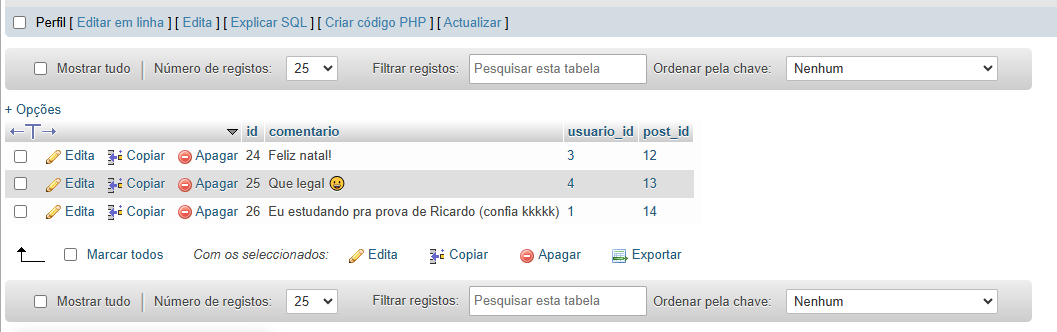 Perfil [ Editar em linha ] [ Edita ] [ Explicar SQL ] [ Criar código PHP ] [ Actualizar ]
Mostrar tudo Número de registos: 25 Filtrar registos: Pesquisar esta tabela Ordenar pela chave: Nenhum
+ Opções
←T→ id comentario usuario_id post_id
Edita Copiar Apagar 24 Feliz natal! 3 12
Edita Copiar Apagar 25 Que legal 😀 4 13
Edita Copiar Apagar 26 Eu estudando pra prova de Ricardo (confia kkkkk) 1 14
Marcar todos Com os seleccionados: Edita Copiar Apagar Exportar
Mostrar tudo Número de registos: 25 Filtrar registos: Pesquisar esta tabela Ordenar pela chave: Nenhum